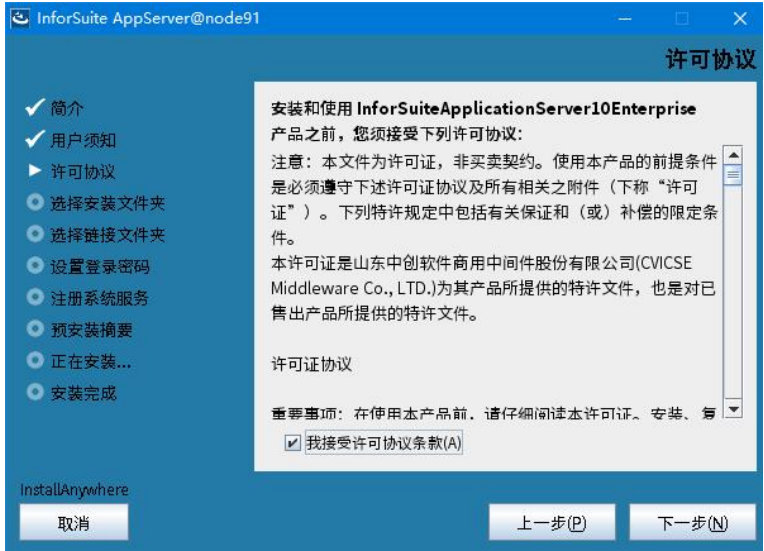 InforSuite AppServer@node91
许可协议
简介
用户须知
许可协议
选择安装文件夹
选择链接文件夹
设置登录密码
注册系统服务
预安装摘要
正在安装...
安装完成
安装和使用 InforSuiteApplicationServer10Enterprise
产品之前，您须接受下列许可协议：
注意：本文件为许可证，非买卖契约。使用本产品的前提条件
是必须遵守下述许可证协议及所有相关之附件（下称“许可
证”）。下列特许规定中包括有关保证和（或）补偿的限定条
件。
本许可证是山东中创软件商用中间件股份有限公司(CVICSE
Middleware Co., LTD.)为其产品所提供的特许文件，也是对已
售出产品所提供的特许文件。
许可证协议
重要事项：在使用本产品前，请仔细阅读本许可证。安装、复
我接受许可协议条款(A)
InstallAnywhere
取消
上一步(P)
下一步(N)